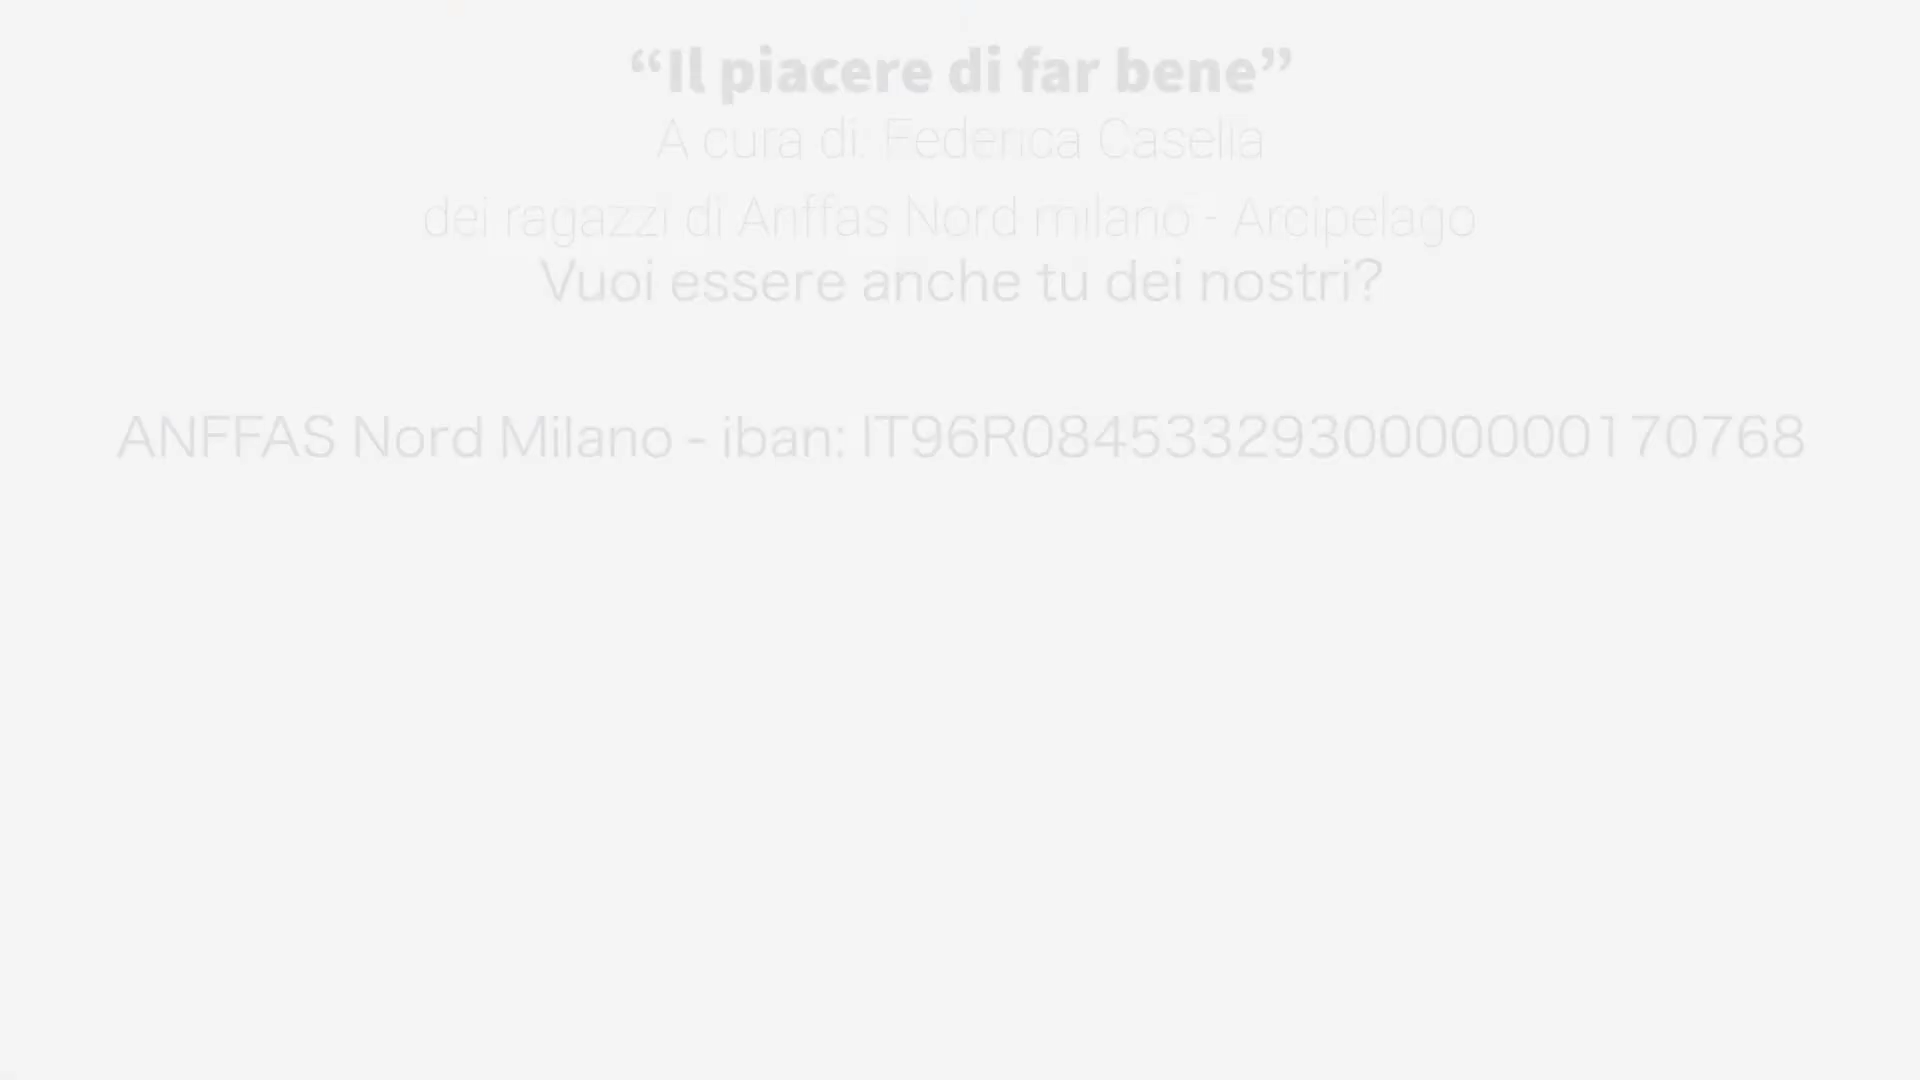 “Il piacere di far bene”
A cura di: Federica Casella
dei ragazzi di Anffas Nord milano - Arcipelago
Vuoi essere anche tu dei nostri?
ANFFAS Nord Milano - iban: IT96R0845332930000000170768